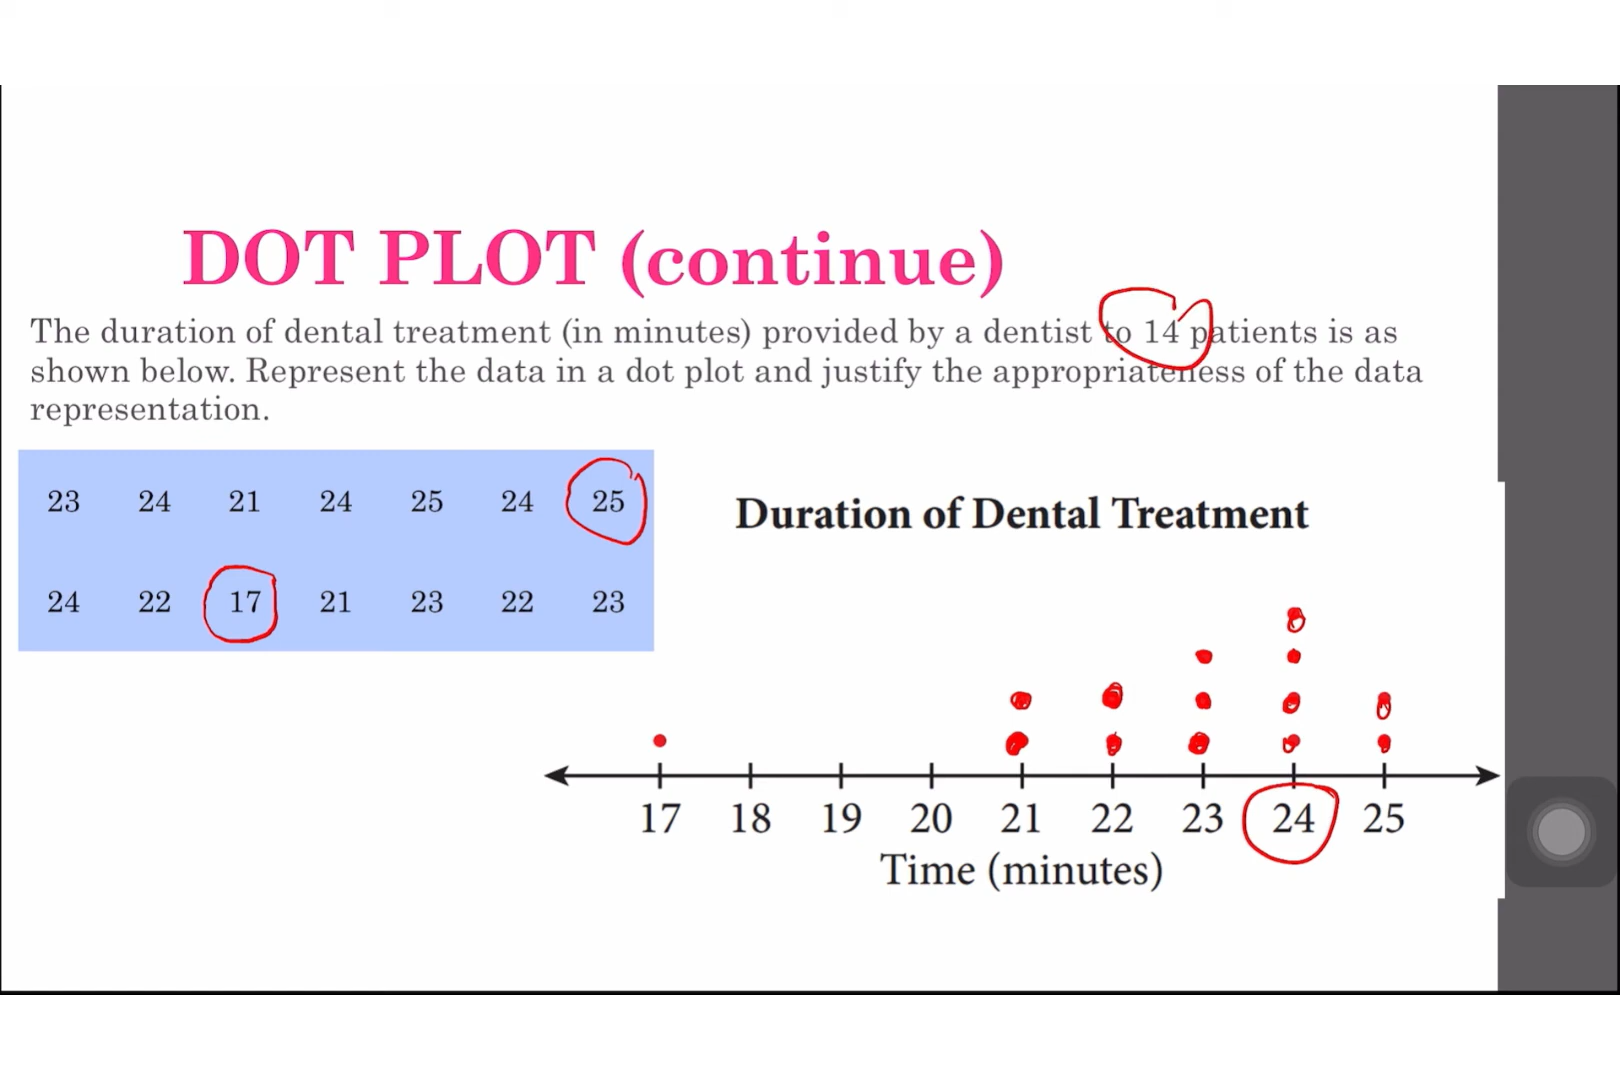 DOT PLOT (continue)
The duration of dental treatment (in minutes) provided by a dentist to 14 patients is as
shown below. Represent the data in a dot plot and justify the appropriateness of the data
representation.
23 24 21 24 25 24 25
24 22 17 21 23 22 23
Duration of Dental Treatment
17 18 19 20 21 22 23 24 25
Time (minutes)